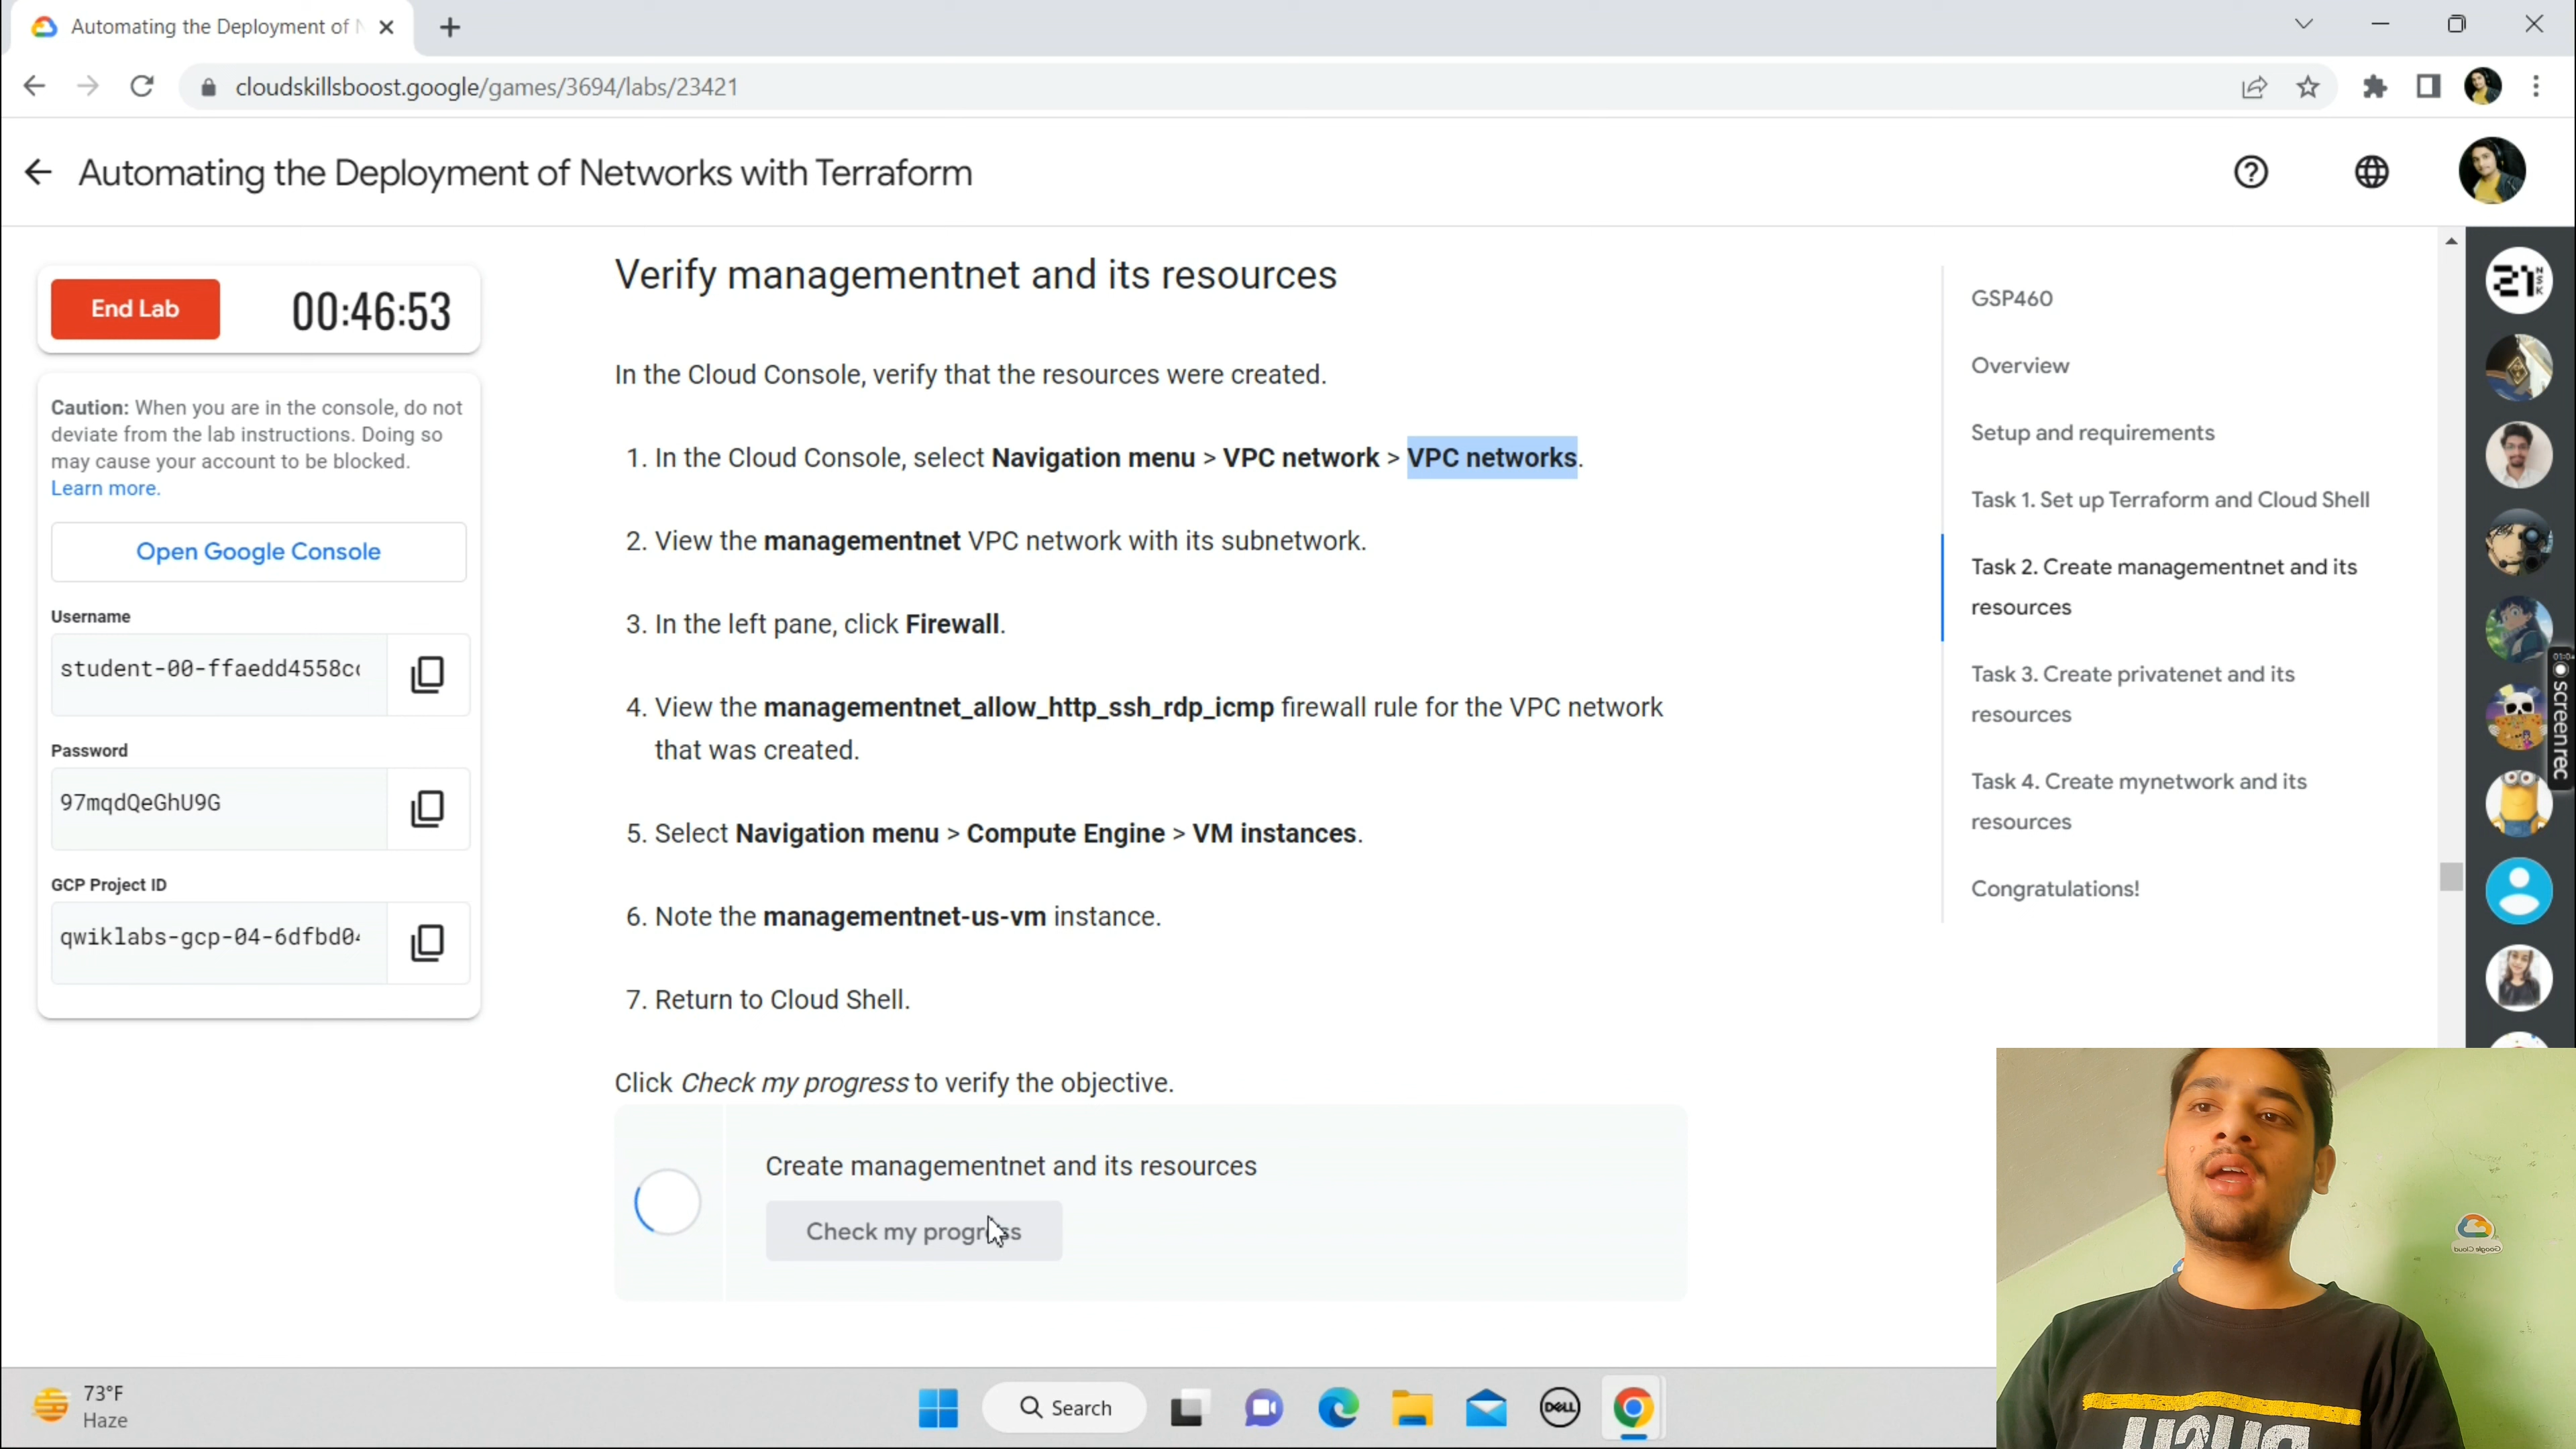 Automating the Deployment of N
cloudskillsboost.google/games/3694/labs/23421
Automating the Deployment of Networks with Terraform
End Lab
00:46:53
Caution: When you are in the console, do not
deviate from the lab instructions. Doing so
may cause your account to be blocked.
Learn more.
Open Google Console
Username
student-00-ffaedd4558cc
Password
97mqdQeGhU9G
GCP Project ID
qwiklabs-gcp-04-6dfbd04
Verify managementnet and its resources
In the Cloud Console, verify that the resources were created.
1. In the Cloud Console, select Navigation menu > VPC network > VPC networks.
2. View the managementnet VPC network with its subnetwork.
3. In the left pane, click Firewall.
4. View the managementnet_allow_http_ssh_rdp_icmp firewall rule for the VPC network
that was created.
5. Select Navigation menu > Compute Engine > VM instances.
6. Note the managementnet-us-vm instance.
7. Return to Cloud Shell.
Click Check my progress to verify the objective.
Create managementnet and its resources
Check my progress
GSP460
Overview
Setup and requirements
Task 1. Set up Terraform and Cloud Shell
Task 2. Create managementnet and its
resources
Task 3. Create privatenet and its
resources
Task 4. Create mynetwork and its
resources
Congratulations!
21
NSK
01:04
screenrec
Google Cloud
73°F
Haze
Search
DELL